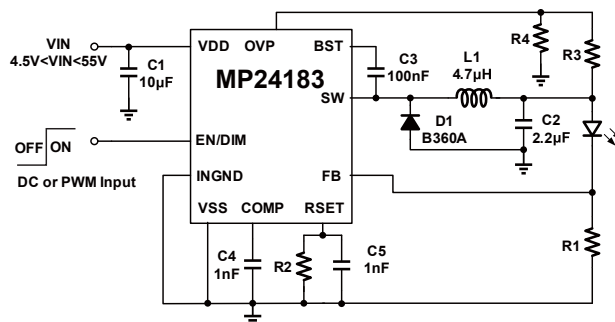 VIN
4.5V<VIN<55V
C1
10µF
VDD
OVP
BST
MP24183
SW
C3
100nF
L1
4.7µH
R4
R3
D1
B360A
C2
2.2µF
OFF
ON
DC or PWM Input
EN/DIM
INGND
FB
VSS
COMP
RSET
C4
1nF
R2
C5
1nF
R1